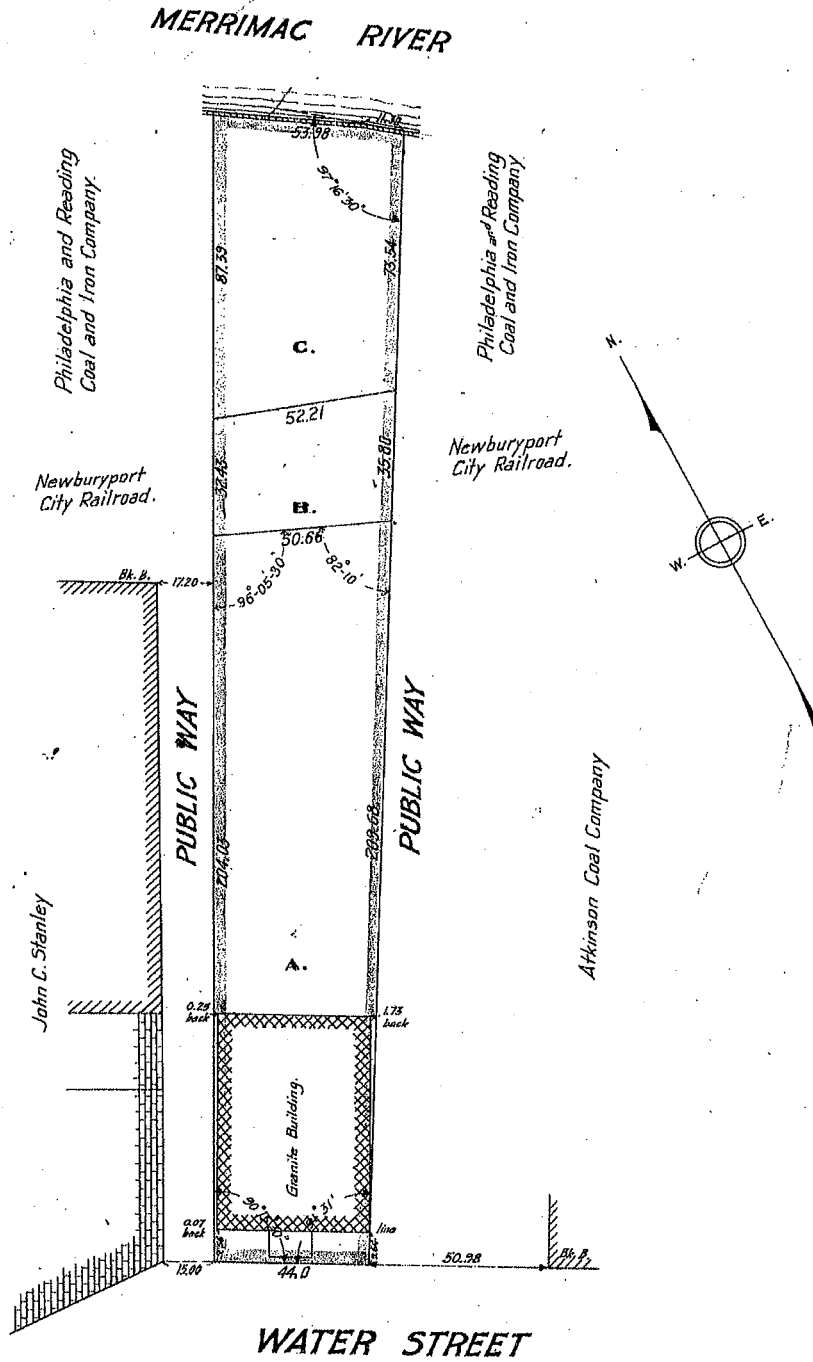 MERRIMAC RIVER
53.98
97° 16' 30"
Philadelphia and Reading
Coal and Iron Company.
Philadelphia and Reading
Coal and Iron Company
87.39
73.54
C.
N.
52.21
Newburyport
City Railroad.
Newburyport
City Railroad.
32.43
35.80
B.
50.66
W.
E.
96°-05'-30"
82°-10'
Bk. B.
17.20
PUBLIC WAY
PUBLIC WAY
204.03
209.68
John C. Stanley
Atkinson Coal Company
A.
0.25
back
1.73
back
Granite Building.
0.07
back
line
15.00
44.0
50.98
Bk. B.
WATER STREET